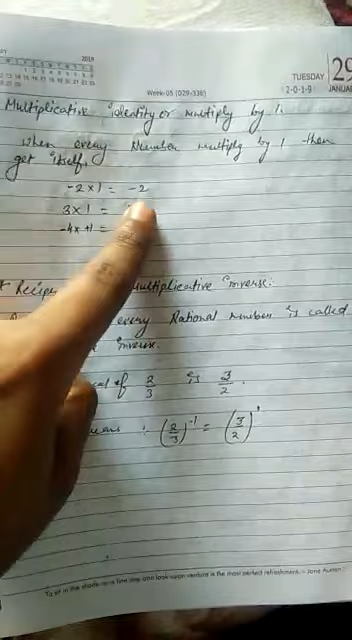 2019
Week-05 (029-336)
TUESDAY
2-0-1-9
29
JANUA
Multiplicative identity or multiply by 1.
when every Number multiply by 1 then
get itself.
-2 x 1 = -2
3 x 1 =
-4 x +1 =
* Recip Multiplicative inverse:
every Rational number is called
inverse.
cal of 2/3 is 3/2.
means : (2/3)^-1 = (3/2)^1
To sit in the shade on a fine day and look upon verdure is the most perfect refreshment. - Jane Austen